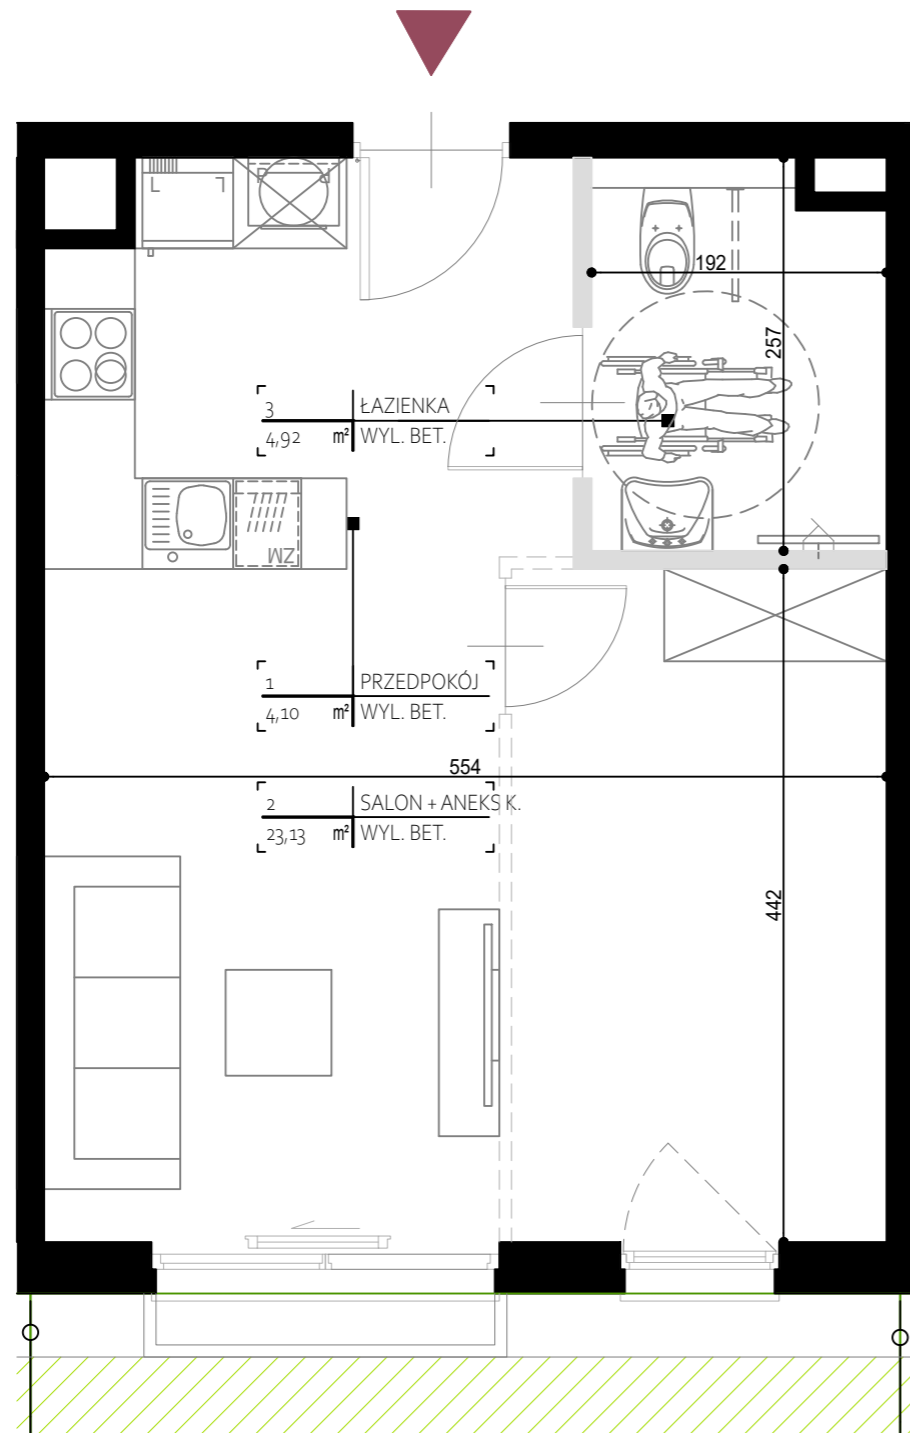 L
P
192
257
3
ŁAZIENKA
4,92 m²
WYL. BET.
ZM
1
PRZEDPOKÓJ
4,10 m²
WYL. BET.
554
2
SALON + ANEKS K.
23,13 m²
WYL. BET.
442